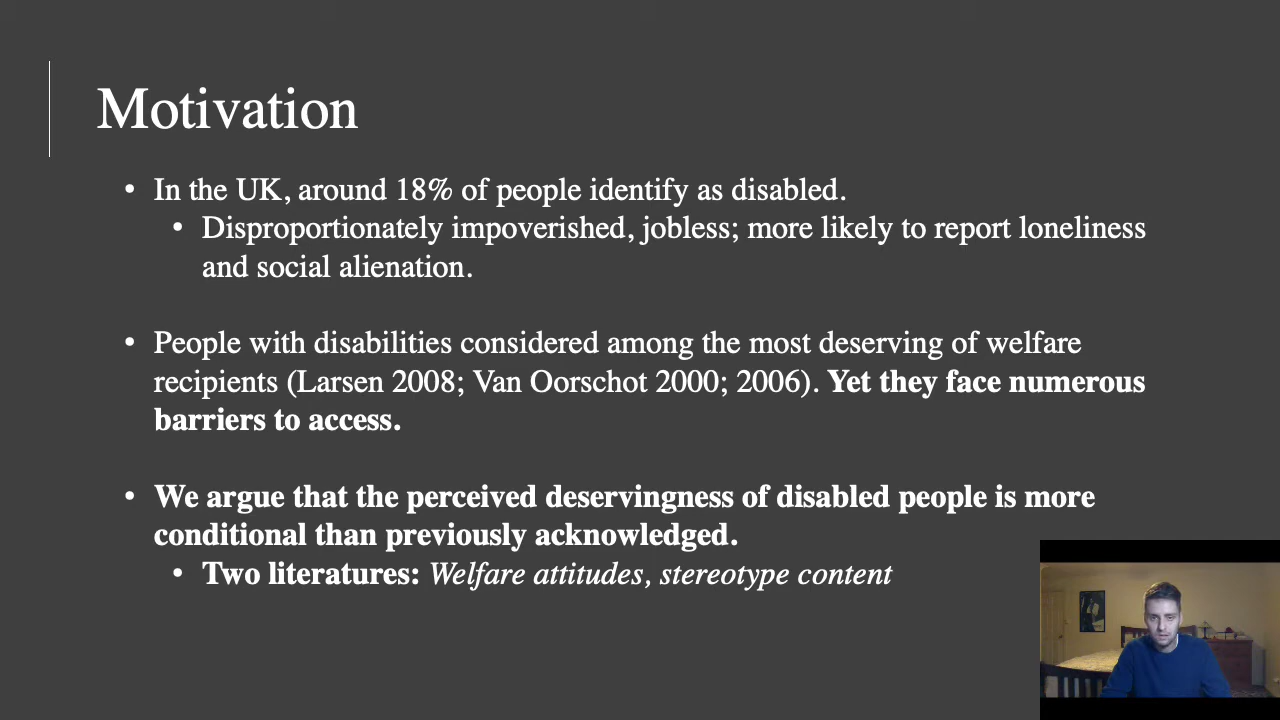 Motivation
• In the UK, around 18% of people identify as disabled.
• Disproportionately impoverished, jobless; more likely to report loneliness
and social alienation.
• People with disabilities considered among the most deserving of welfare
recipients (Larsen 2008; Van Oorschot 2000; 2006). Yet they face numerous
barriers to access.
• We argue that the perceived deservingness of disabled people is more
conditional than previously acknowledged.
• Two literatures: Welfare attitudes, stereotype content